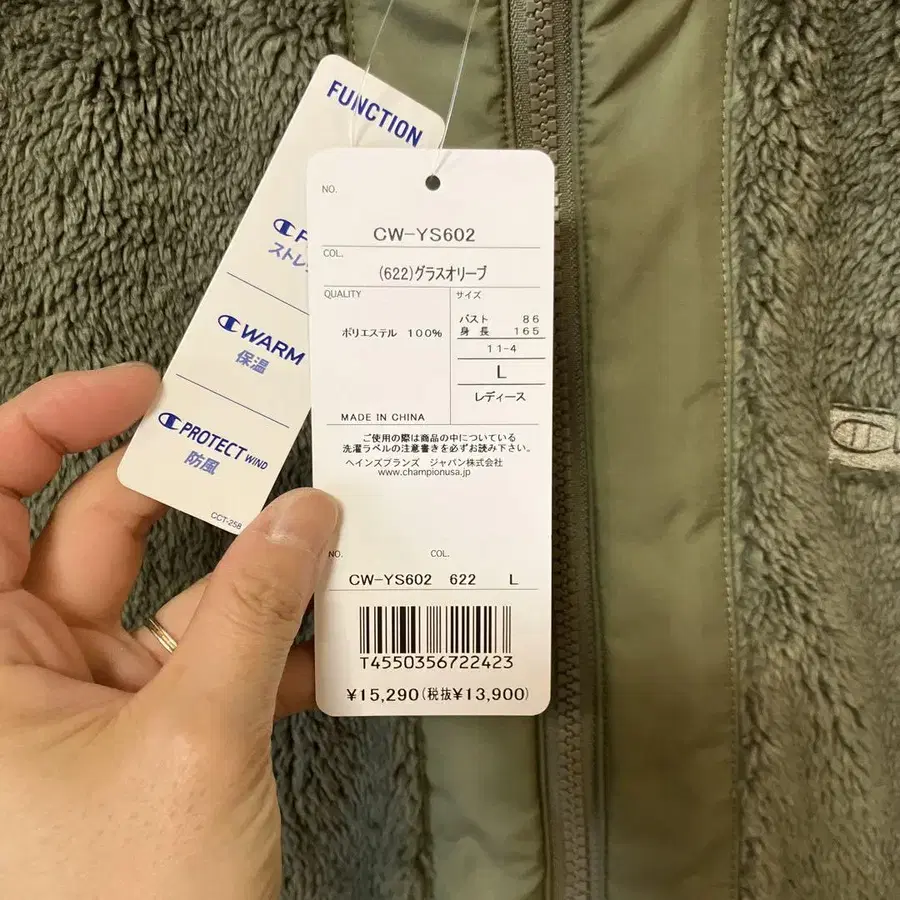 FUNCTION
ストレ
WARM
保温
PROTECT WIND
防風
CCT-258
NO.
CW-YS602
COL.
(622)グラスオリーブ
QUALITY
サイズ
ポリエステル 100%
バスト 86
身長 165
11-4
L
レディース
MADE IN CHINA
ご使用の際は商品の中についている
洗濯ラベルの注意書きを必ずお読み下さい。
ヘインズブランズ ジャパン株式会社
www.championusa.jp
NO. COL.
CW-YS602 622 L
T4550356722423
¥15,290(税抜¥13,900)